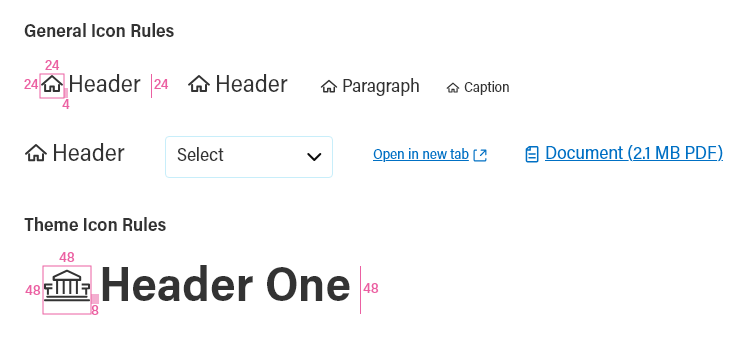 General Icon Rules
24
24 Header 24 Header Paragraph Caption
4
Header Select Open in new tab Document (2.1 MB PDF)
Theme Icon Rules
48
48 Header One 48
8